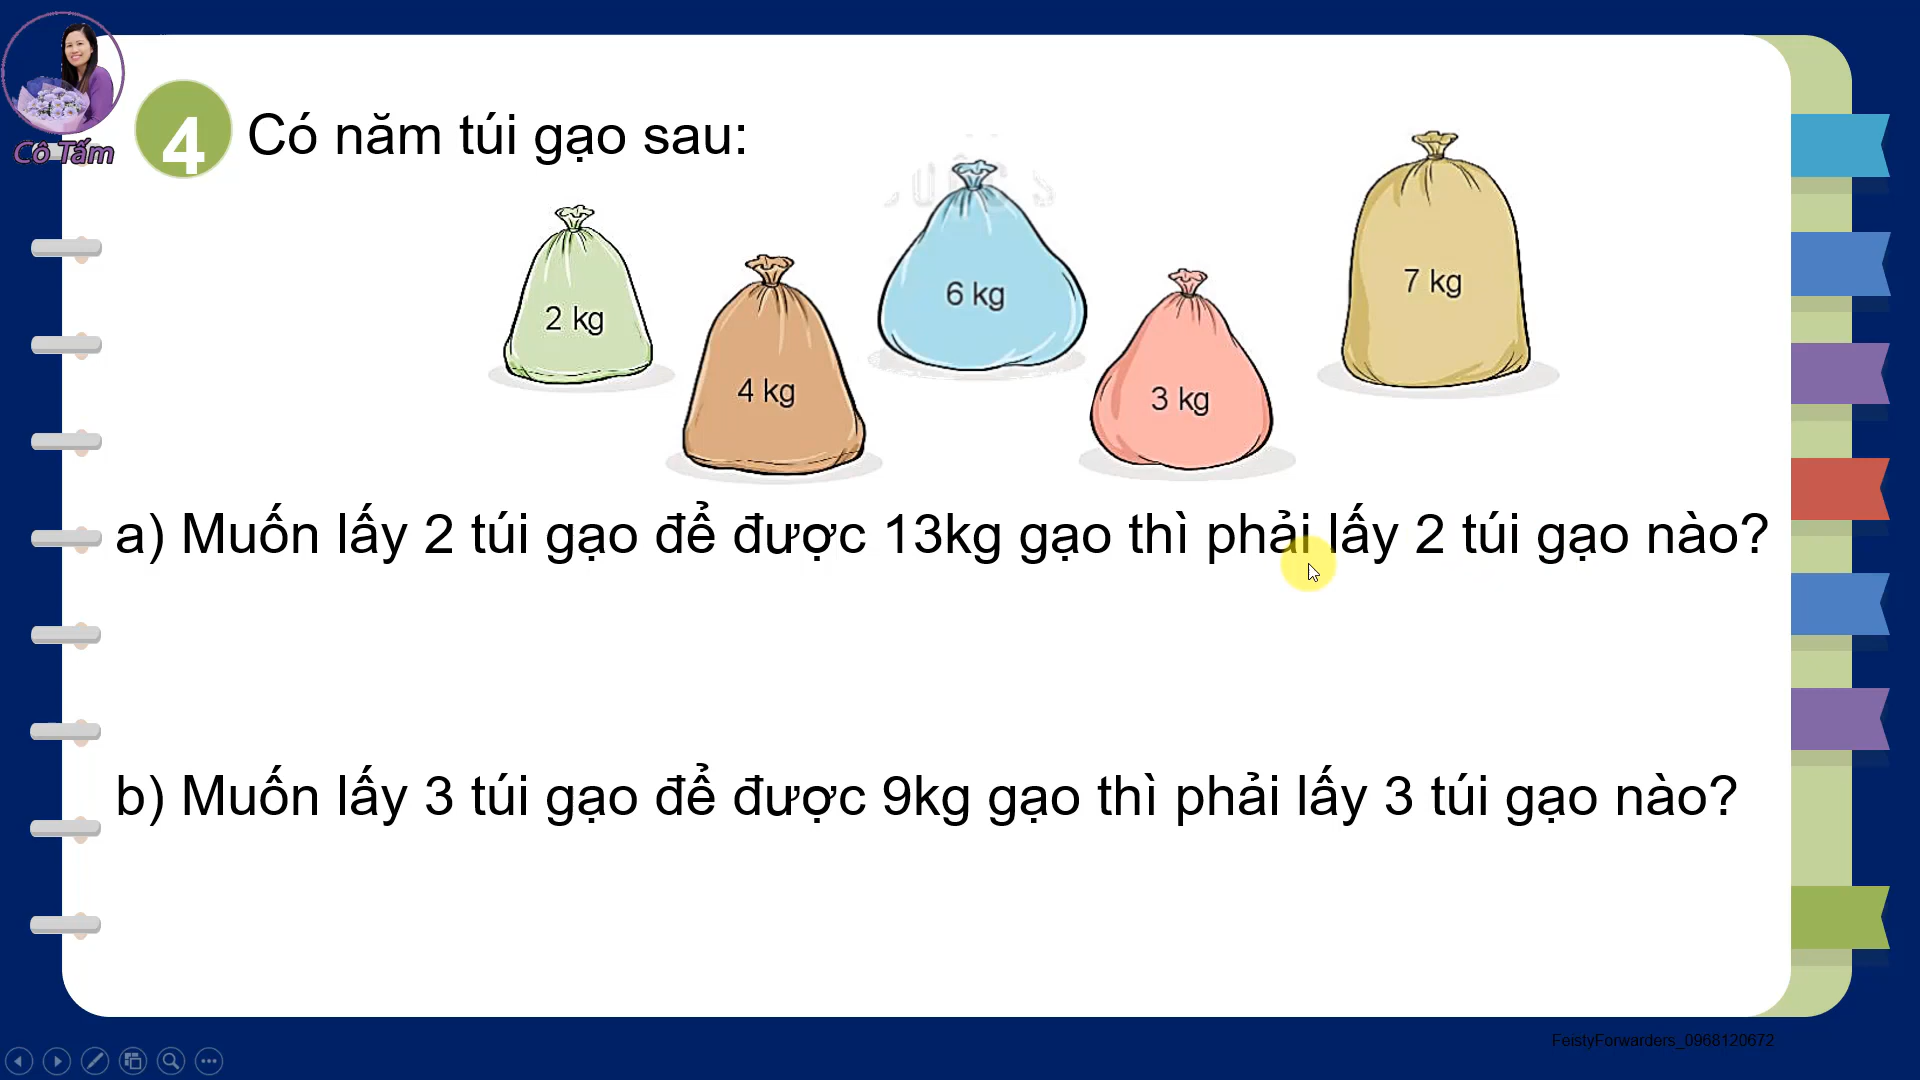 Cô Tấm
4
Có năm túi gạo sau:
2 kg
4 kg
6 kg
3 kg
7 kg
a) Muốn lấy 2 túi gạo để được 13kg gạo thì phải lấy 2 túi gạo nào?
b) Muốn lấy 3 túi gạo để được 9kg gạo thì phải lấy 3 túi gạo nào?
FeistyForwarders_0968120672